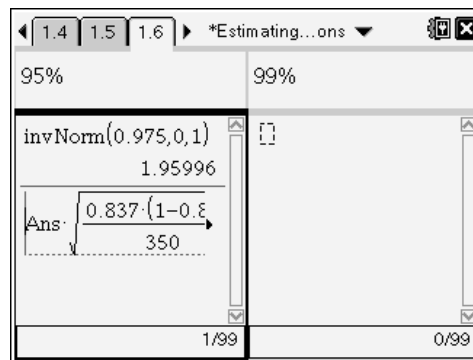 1.4 1.5 1.6 *Estimating...ons
95%
99%
invNorm(0.975,0,1)
1.95996
Ans·√
0.837·(1-0.8
350
1/99
0/99